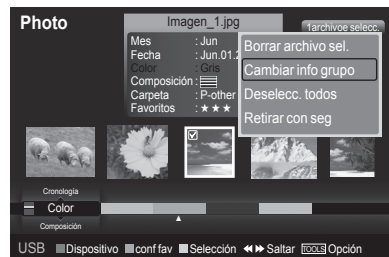 Photo
Imagen_1.jpg
1archivoe selecc.
Mes : Jun
Fecha : Jun.01.2
Color : Gris
Composición :
Carpeta : P-other
Favoritos : ★ ★ ★
Borrar archivo sel.
Cambiar info grupo
Deselecc. todos
Retirar con seg
Cronología
Color
Composición
USB Dispositivo conf fav Selección Saltar TOOLS Opción